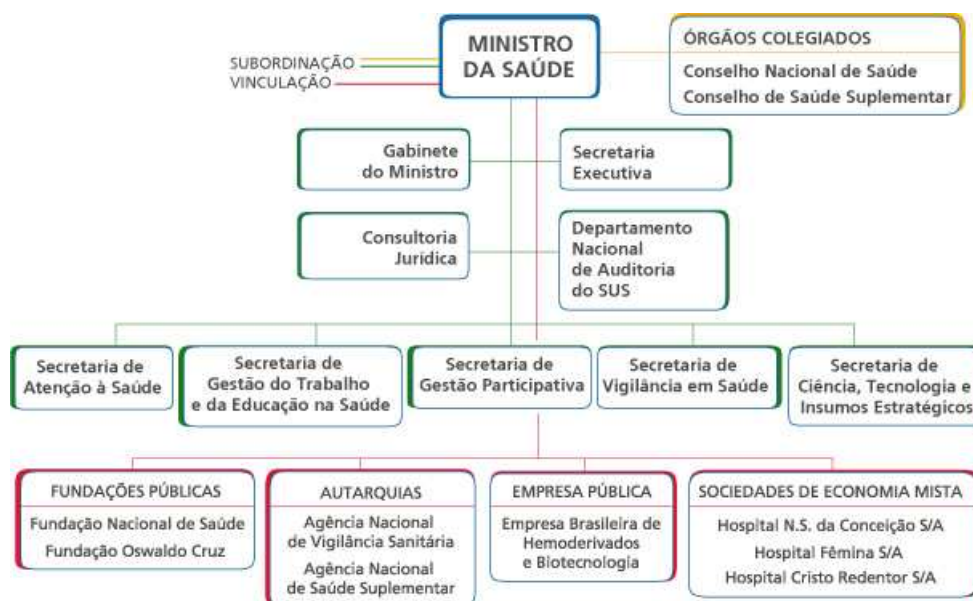 MINISTRO
DA SAÚDE
SUBORDINAÇÃO
VINCULAÇÃO
ÓRGÃOS COLEGIADOS
Conselho Nacional de Saúde
Conselho de Saúde Suplementar
Gabinete
do Ministro
Secretaria
Executiva
Consultoria
Jurídica
Departamento
Nacional
de Auditoria
do SUS
Secretaria de
Atenção à Saúde
Secretaria de
Gestão do Trabalho
e da Educação na Saúde
Secretaria de
Gestão Participativa
Secretaria de
Vigilância em Saúde
Secretaria de
Ciência, Tecnologia e
Insumos Estratégicos
FUNDAÇÕES PÚBLICAS
Fundação Nacional de Saúde
Fundação Oswaldo Cruz
AUTARQUIAS
Agência Nacional
de Vigilância Sanitária
Agência Nacional
de Saúde Suplementar
EMPRESA PÚBLICA
Empresa Brasileira de
Hemoderivados
e Biotecnologia
SOCIEDADES DE ECONOMIA MISTA
Hospital N.S. da Conceição S/A
Hospital Fêmina S/A
Hospital Cristo Redentor S/A